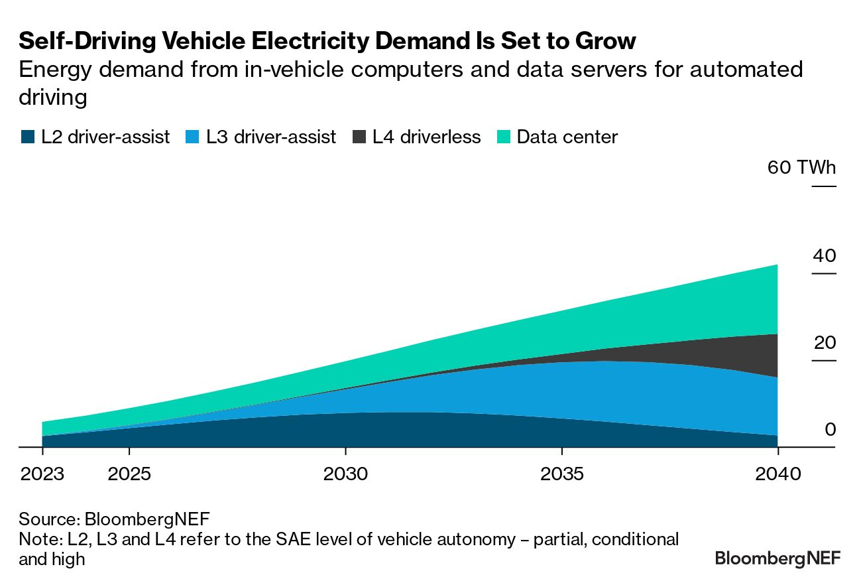 Self-Driving Vehicle Electricity Demand Is Set to Grow
Energy demand from in-vehicle computers and data servers for automated
driving
L2 driver-assist L3 driver-assist L4 driverless Data center
60 TWh
40
20
0
2023 2025 2030 2035 2040
Source: BloombergNEF
Note: L2, L3 and L4 refer to the SAE level of vehicle autonomy – partial, conditional
and high
BloombergNEF